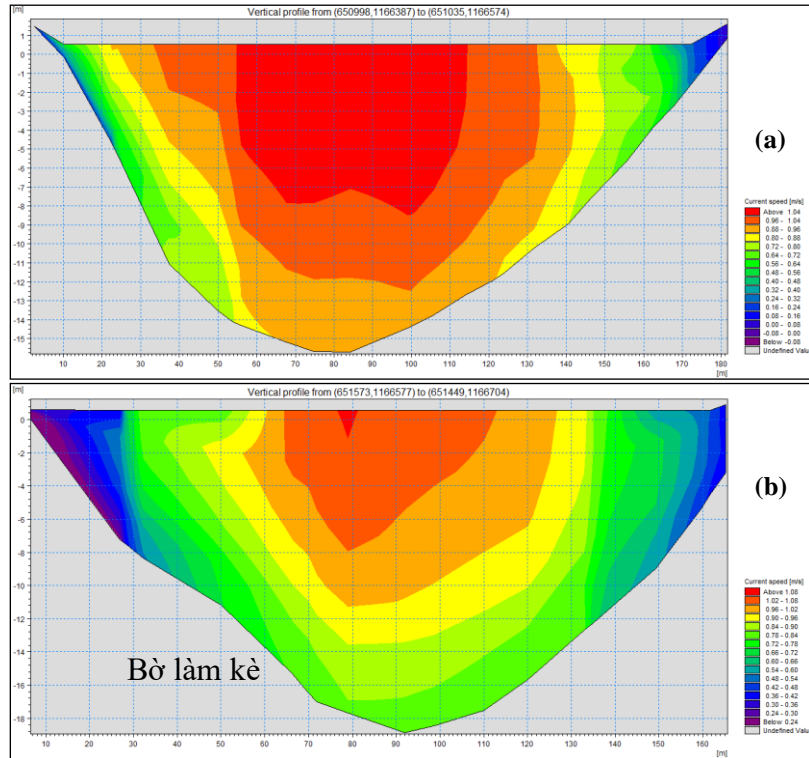 [m] Vertical profile from (650998,1166387) to (651035,1166574)
1
0
-1
-2
-3
-4
-5
-6
-7
-8
-9
-10
-11
-12
-13
-14
-15
10 20 30 40 50 60 70 80 90 100 110 120 130 140 150 160 170 180
[m]
(a)
Current speed [m/s]
Above 1.04
0.96 - 1.04
0.88 - 0.96
0.80 - 0.88
0.72 - 0.80
0.64 - 0.72
0.56 - 0.64
0.48 - 0.56
0.40 - 0.48
0.32 - 0.40
0.24 - 0.32
0.16 - 0.24
0.08 - 0.16
0.00 - 0.08
-0.08 - 0.00
Below -0.08
Undefined Value
[m] Vertical profile from (651573,1166577) to (651449,1166704)
0
-2
-4
-6
-8
-10
-12
-14
-16
-18
10 20 30 40 50 60 70 80 90 100 110 120 130 140 150 160
[m]
Bờ làm kè
(b)
Current speed [m/s]
Above 1.08
1.02 - 1.08
0.96 - 1.02
0.90 - 0.96
0.84 - 0.90
0.78 - 0.84
0.72 - 0.78
0.66 - 0.72
0.60 - 0.66
0.54 - 0.60
0.48 - 0.54
0.42 - 0.48
0.36 - 0.42
0.30 - 0.36
0.24 - 0.30
Below 0.24
Undefined Value